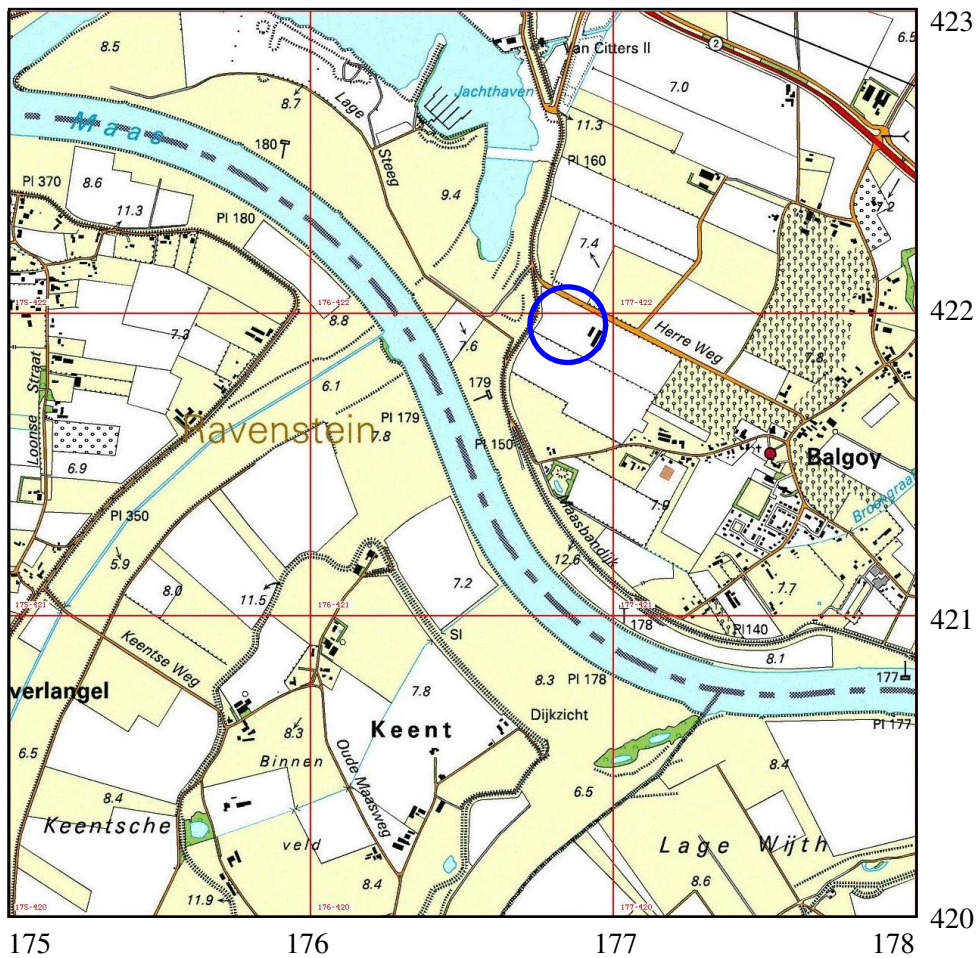 423
8.5
Van Citters II
2
6.5
7.0
Jachthaven
8.7
Lage
11.3
Maas
180
PI 160
Steeg
PI 370
8.6
9.4
7.2
11.3
PI 180
7.4
175-422
176-422
177-422
422
8.8
7.3
7.6
Herre Weg
7.8
Loonse Straat
6.1
179
PI 179
Ravenstein
7.8
PI 150
Balgoy
6.9
7.9
Broekgraaf
PI 350
Maasbandijk
12.6
5.9
8.0
11.5
7.2
7.7
175-421
176-421
177-421
421
178
PI140
SI
Keentse Weg
8.1
8.3
PI 178
177
verlangel
7.8
Dijkzicht
PI 177
Keent
8.3
6.5
Binnen
Oude Maasweg
6.5
8.4
8.4
Keentsche
veld
Lage Wijth
8.4
8.6
11.9
175-420
176-420
177-420
420
175
176
177
178